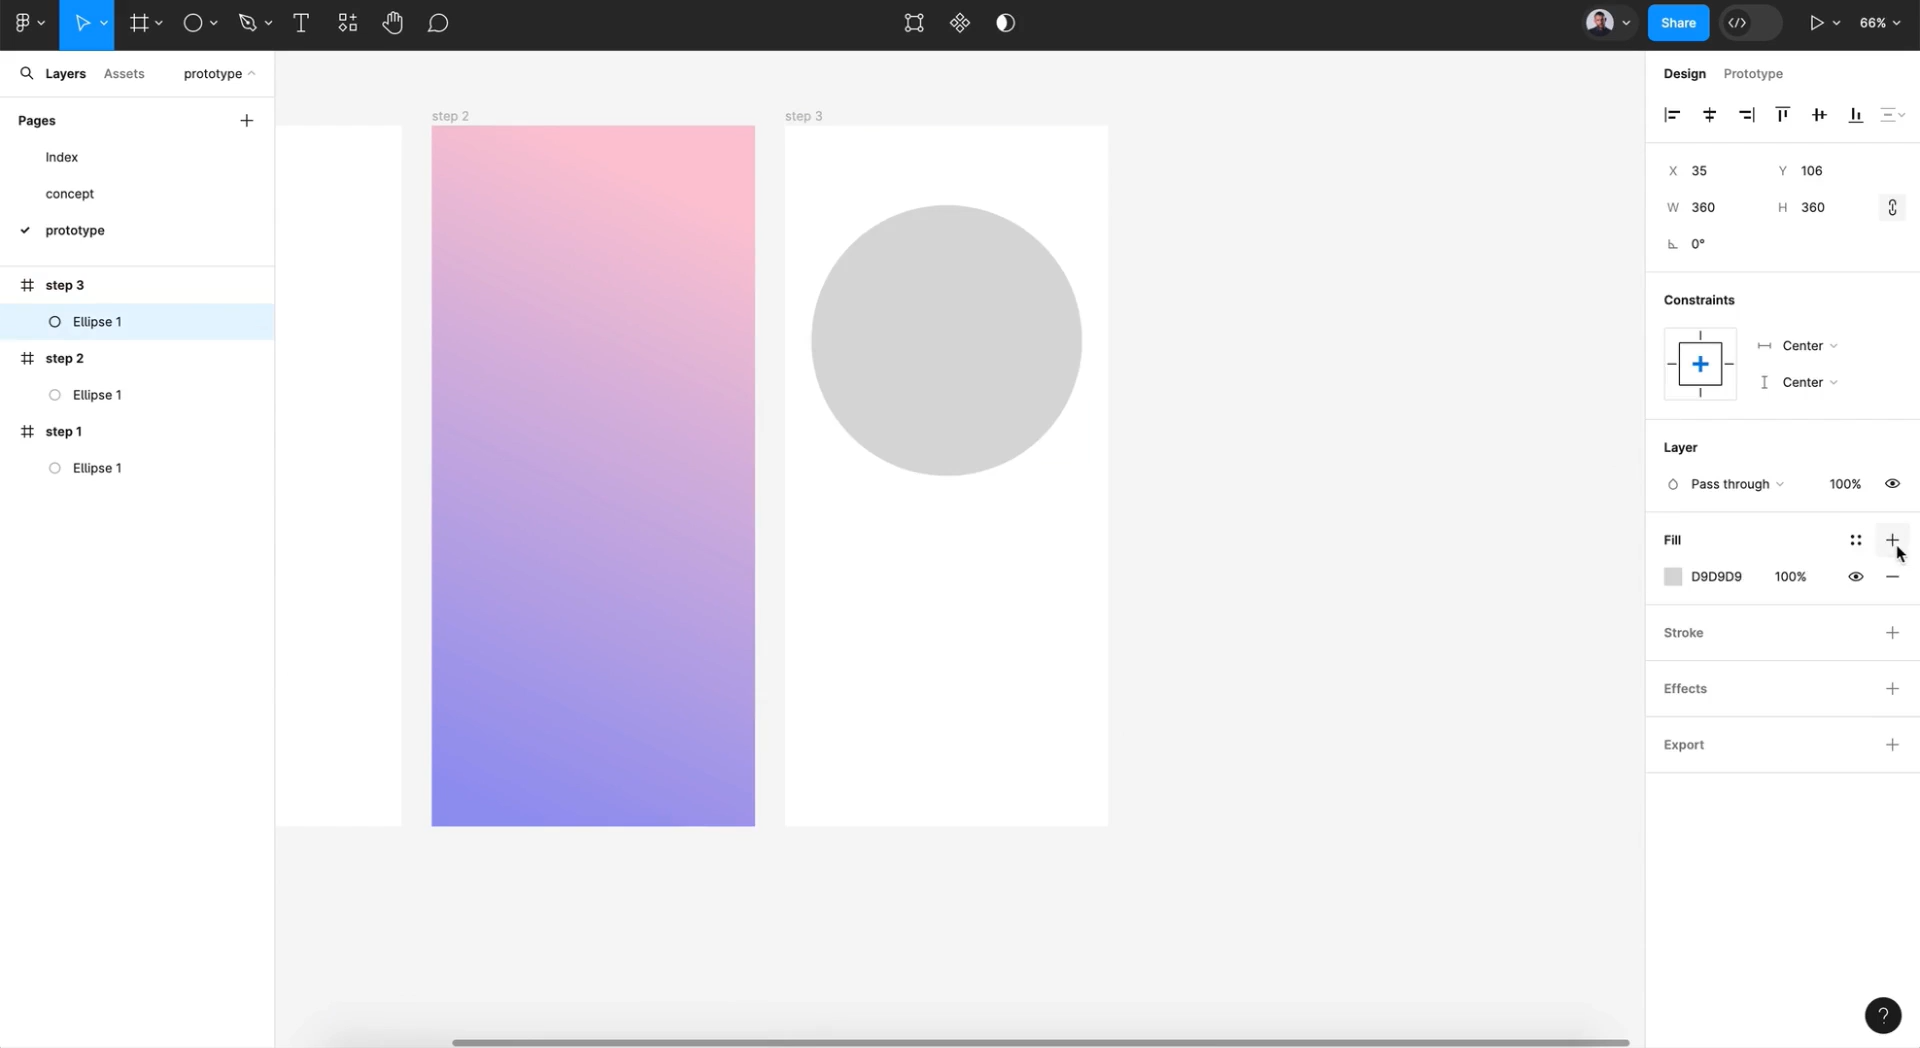 Share
66%
Layers
Assets
prototype
Pages
Index
concept
prototype
step 3
Ellipse 1
step 2
Ellipse 1
step 1
Ellipse 1
step 2
step 3
Design
Prototype
X 35
Y 106
W 360
H 360
0°
Constraints
Center
Center
Layer
Pass through
100%
Fill
D9D9D9
100%
Stroke
Effects
Export
?